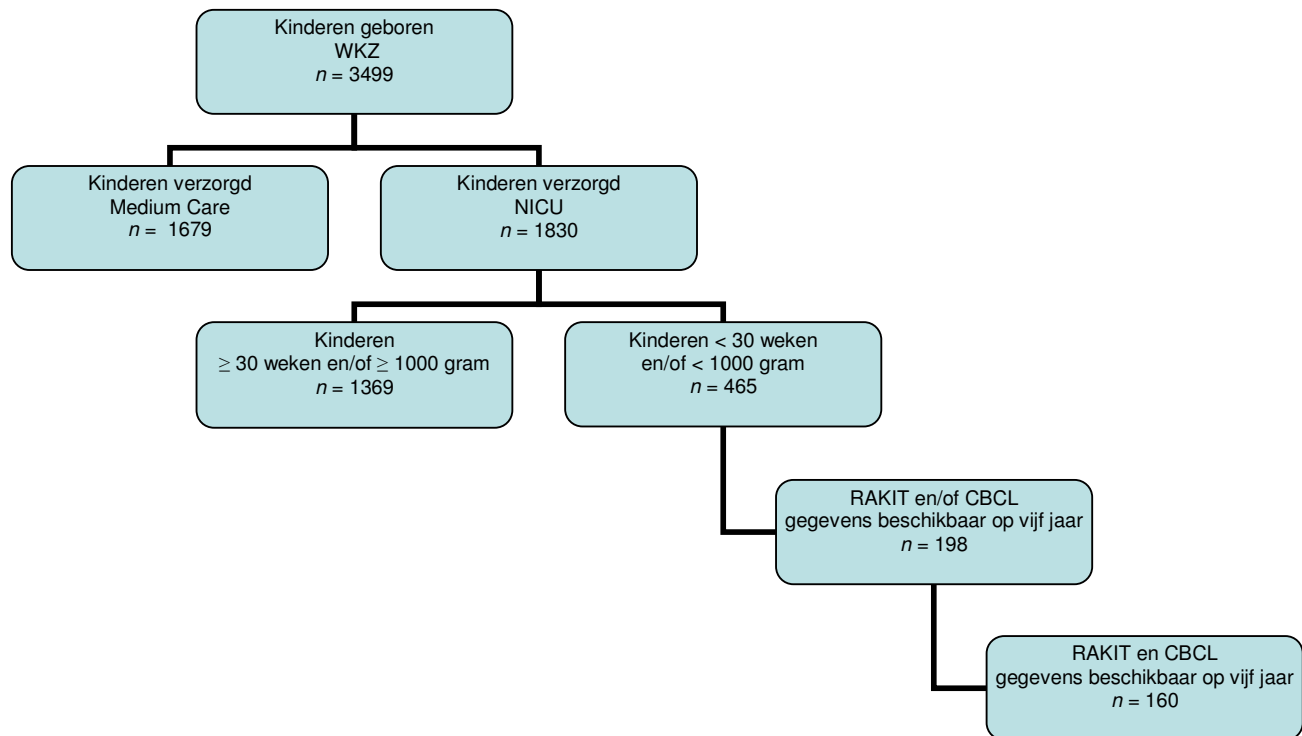 Kinderen geboren
WKZ
n = 3499
Kinderen verzorgd
Medium Care
n = 1679
Kinderen verzorgd
NICU
n = 1830
Kinderen
≥ 30 weken en/of ≥ 1000 gram
n = 1369
Kinderen < 30 weken
en/of < 1000 gram
n = 465
RAKIT en/of CBCL
gegevens beschikbaar op vijf jaar
n = 198
RAKIT en CBCL
gegevens beschikbaar op vijf jaar
n = 160